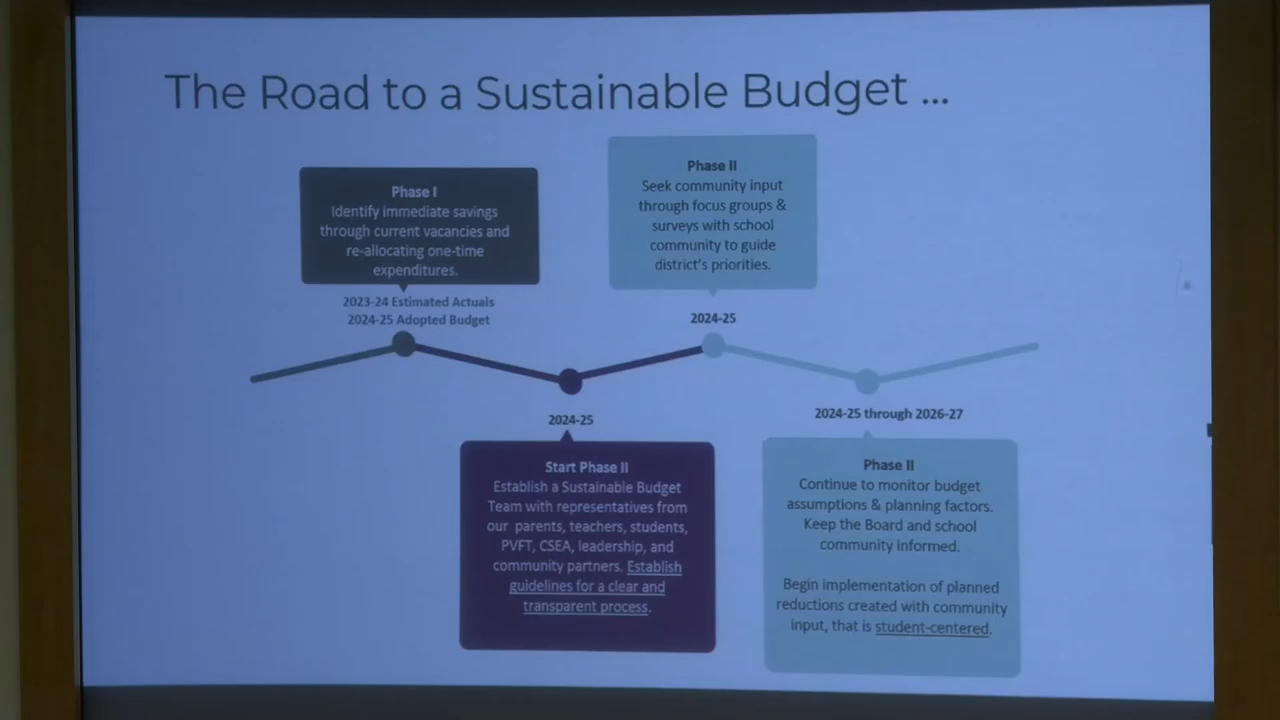 The Road to a Sustainable Budget ...
Phase I
Identify immediate savings
through current vacancies and
re-allocating one-time
expenditures.
2023-24 Estimated Actuals
2024-25 Adopted Budget
2024-25
Start Phase II
Establish a Sustainable Budget
Team with representatives from
our parents, teachers, students,
PVFT, CSEA, leadership, and
community partners. Establish
guidelines for a clear and
transparent process.
Phase II
Seek community input
through focus groups &
surveys with school
community to guide
district's priorities.
2024-25
2024-25 through 2026-27
Phase II
Continue to monitor budget
assumptions & planning factors.
Keep the Board and school
community informed.
Begin implementation of planned
reductions created with community
input, that is student-centered.